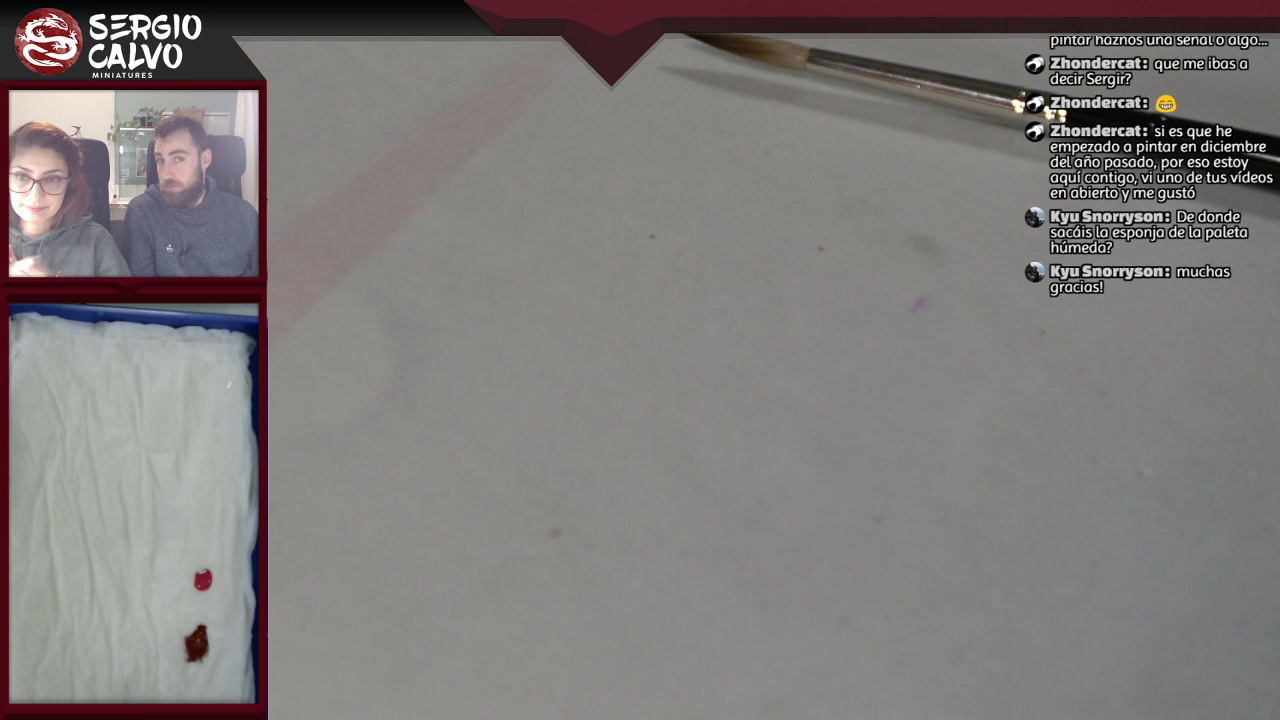 SERGIO
CALVO
MINIATURES
pintar haznos una señal o algo...
Zhondercat: que me ibas a
decir Sergir?
Zhondercat: 😁
Zhondercat: si es que he
empezado a pintar en diciembre
del año pasado, por eso estoy
aquí contigo, vi uno de tus vídeos
en abierto y me gustó
Kyu Snorryson: De donde
sacáis la esponja de la paleta
húmeda?
Kyu Snorryson: muchas
gracias!